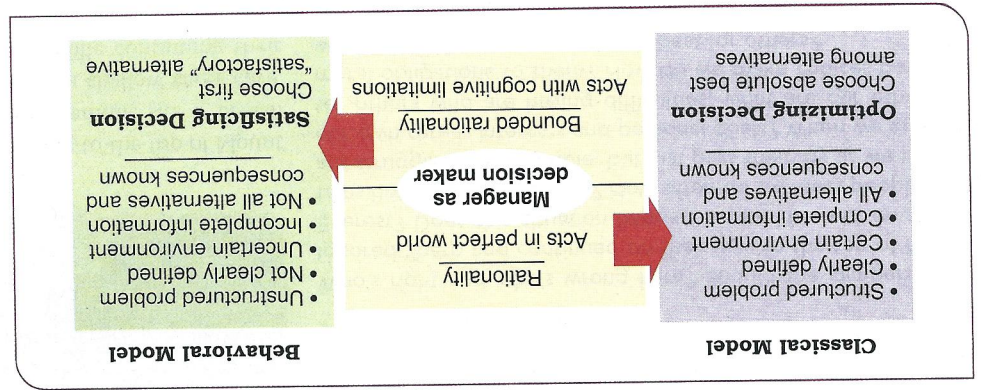 Classical Model
• Structured problem
• Clearly defined
• Certain environment
• Complete information
• All alternatives and
consequences known
Optimizing Decision
Choose absolute best
among alternatives
Rationality
Acts in perfect world
Manager as
decision maker
Bounded rationality
Acts with cognitive limitations
Behavioral Model
• Unstructured problem
• Not clearly defined
• Uncertain environment
• Incomplete information
• Not all alternatives and
consequences known
Satisficing Decision
Choose first
"satisfactory" alternative